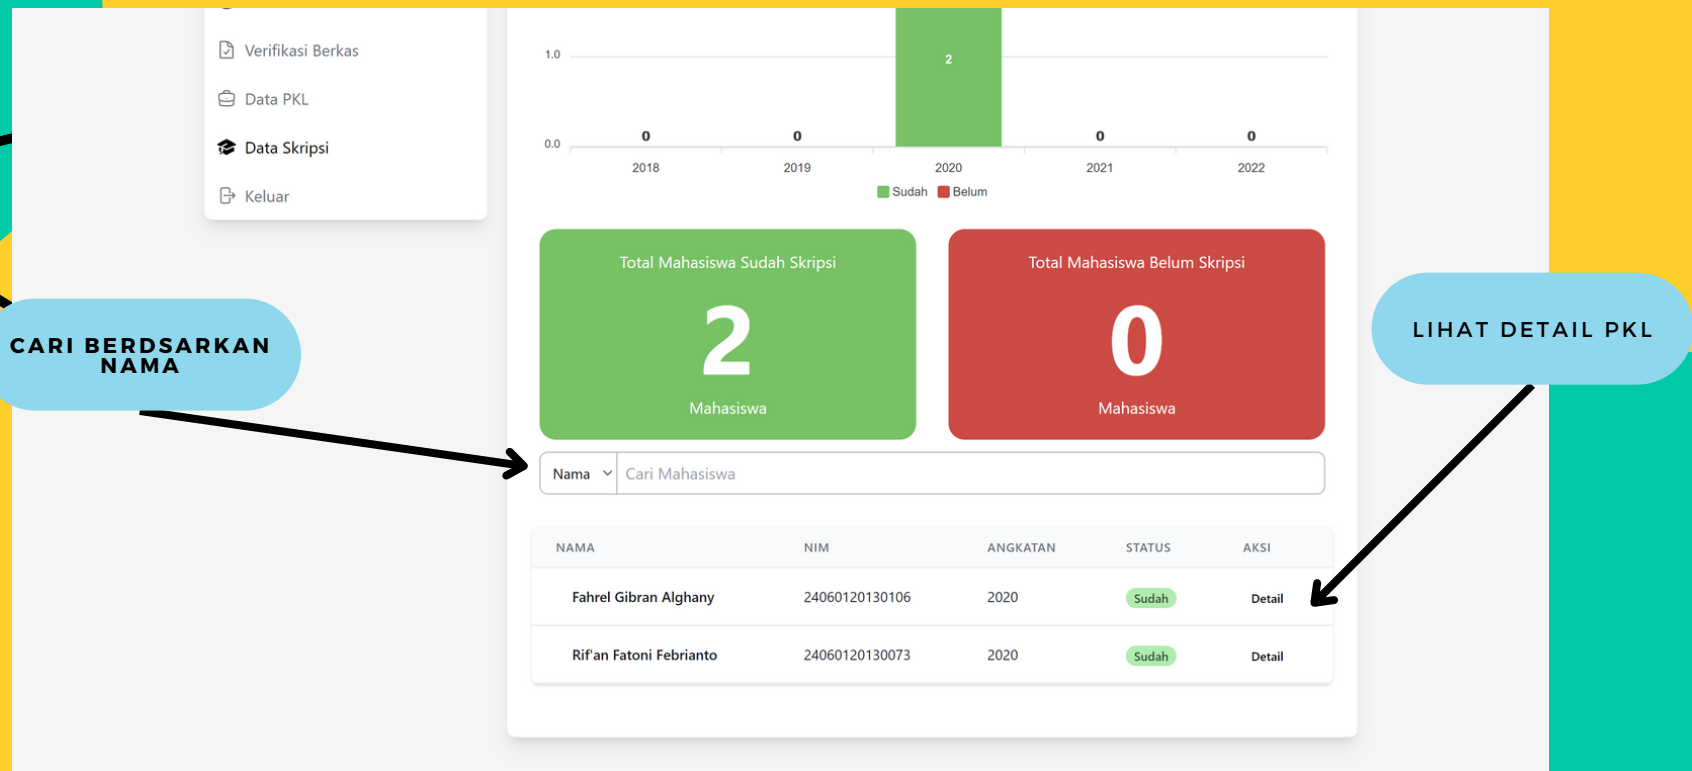 Verifikasi Berkas
Data PKL
Data Skripsi
Keluar
1.0
2
0.0
0 0 0 0
2018 2019 2020 2021 2022
Sudah Belum
Total Mahasiswa Sudah Skripsi
2
Mahasiswa
Total Mahasiswa Belum Skripsi
0
Mahasiswa
CARI BERDSARKAN
NAMA
LIHAT DETAIL PKL
Nama Cari Mahasiswa
NAMA NIM ANGKATAN STATUS AKSI
Fahrel Gibran Alghany 24060120130106 2020 Sudah Detail
Rif'an Fatoni Febrianto 24060120130073 2020 Sudah Detail